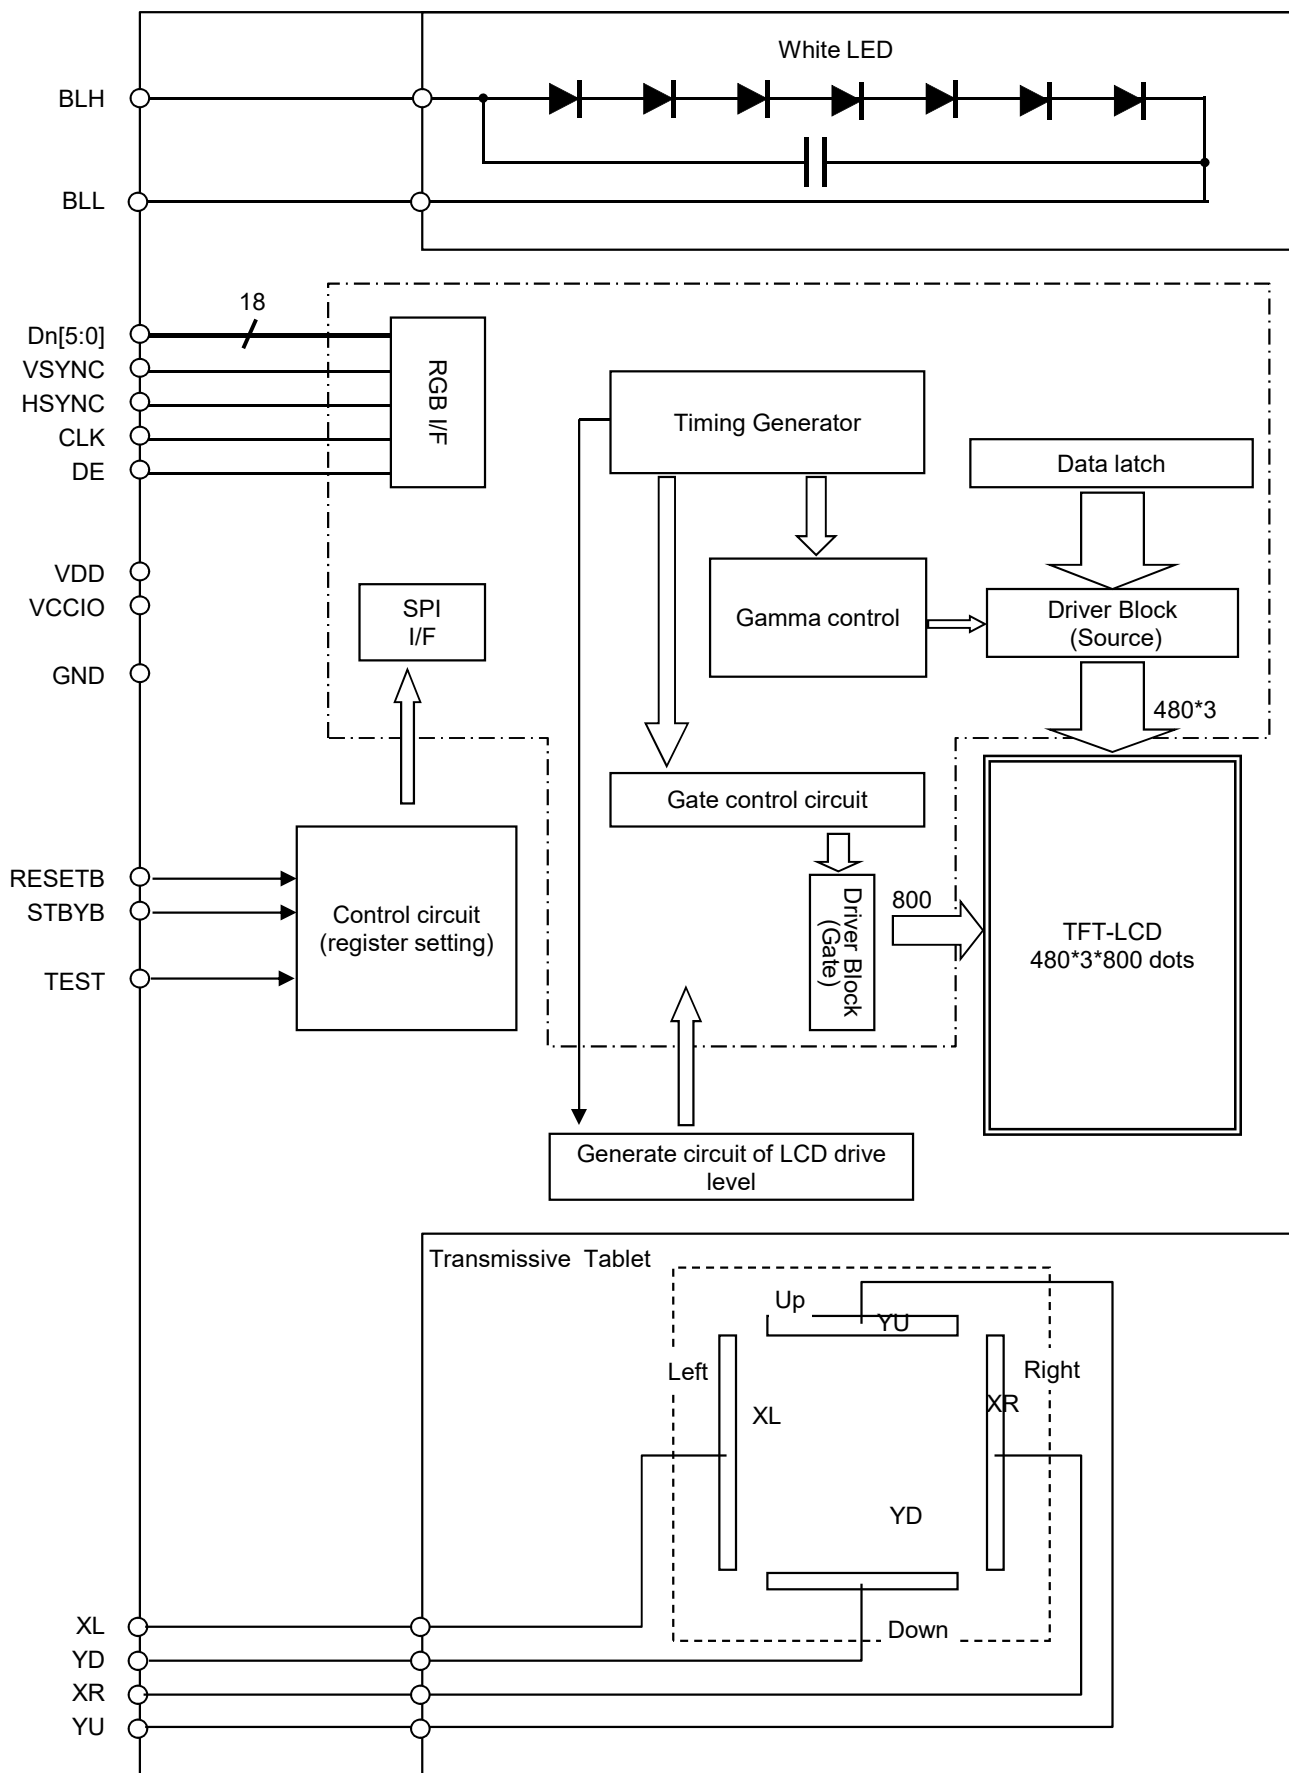 White LED
BLH
BLL
18
Dn[5:0]
VSYNC
HSYNC
CLK
DE
RGB I/F
Timing Generator
Data latch
VDD
VCCIO
GND
SPI
I/F
Gamma control
Driver Block
(Source)
480*3
Gate control circuit
RESETB
STBYB
TEST
Control circuit
(register setting)
Driver Block
(Gate)
800
TFT-LCD
480*3*800 dots
Generate circuit of LCD drive
level
Transmissive Tablet
Up
YU
Left
Right
XL
XR
YD
Down
XL
YD
XR
YU